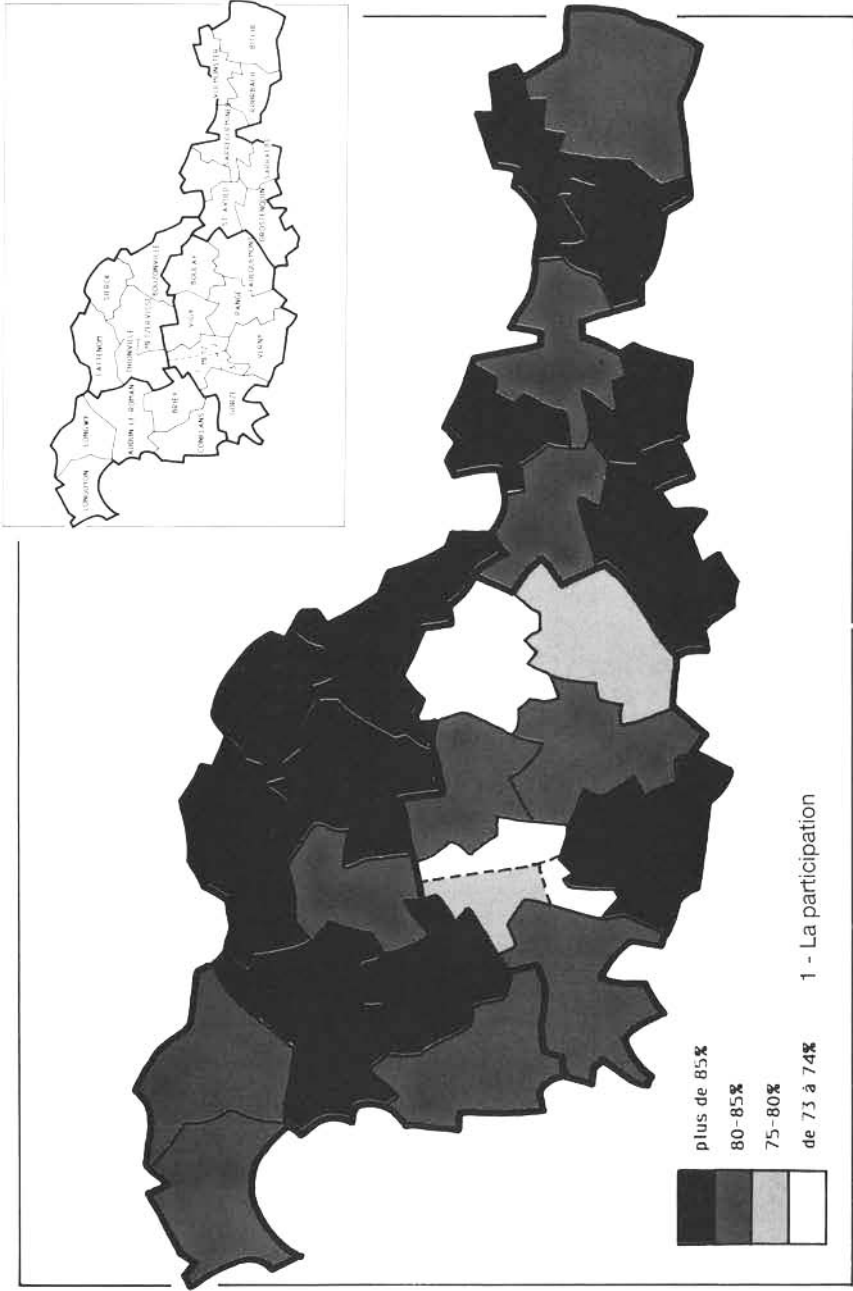 LONGUYON
LONGWY
AUDUN LE ROMAN
BRIEY
CONFLANS
GORZE
CATTENOM
SIERCK
THIONVILLE
METZERVISSE
BOUZONVILLE
METZ
VIGY
BOULAY
PANGE
VERNY
FAULQUEMONT
ST AVOLD
GROSTENQUIN
SARRALBE
SARREGUEMINES
VOLMUNSTER
ROHRBACH
BITCHE
plus de 85%
80-85%
75-80%
de 73 à 74%
1 - La participation